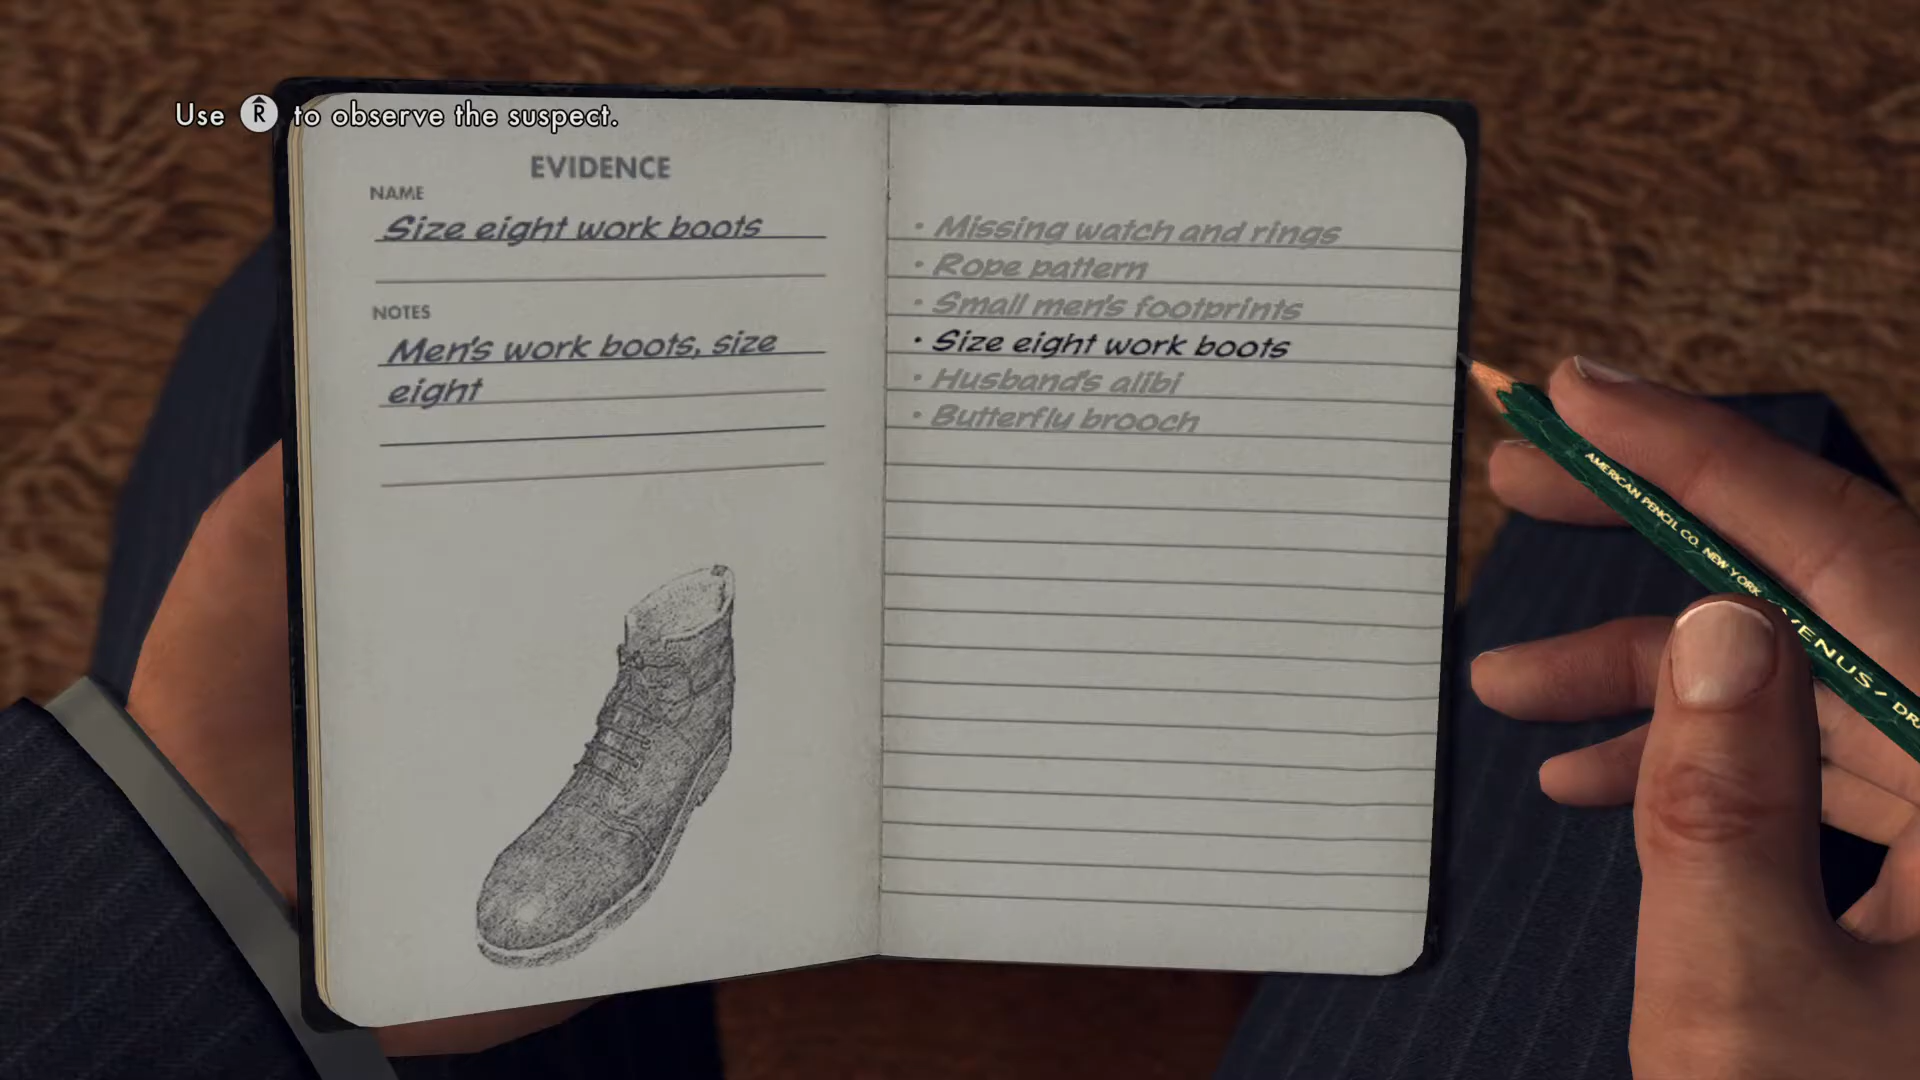 Use R to observe the suspect.
EVIDENCE
NAME
Size eight work boots
NOTES
Men's work boots, size
eight
• Missing watch and rings
• Rope pattern
• Small men's footprints
• Size eight work boots
• Husband's alibi
• Butterfly brooch
AMERICAN PENCIL CO. NEW YORK
VENUS